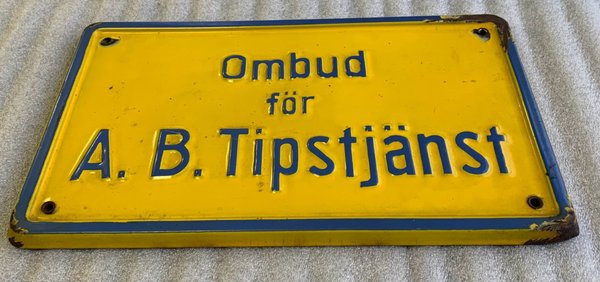 Ombud
för
A. B. Tipstjänst